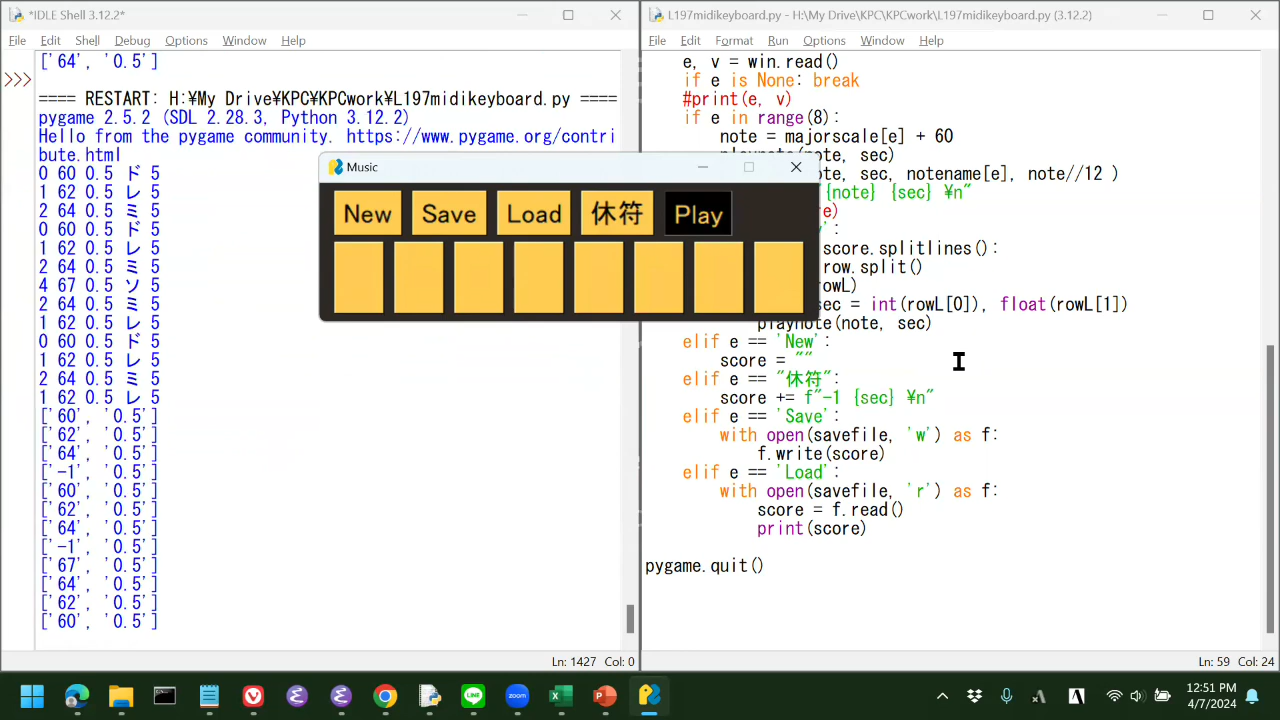 *IDLE Shell 3.12.2*
File Edit Shell Debug Options Window Help
['64', '0.5']
>>>
==== RESTART: H:¥My Drive¥KPC¥KPCwork¥L197midikeyboard.py ====
pygame 2.5.2 (SDL 2.28.3, Python 3.12.2)
Hello from the pygame community. https://www.pygame.org/contri
bute.html
0 60 0.5 ド 5
1 62 0.5 レ 5
2 64 0.5 ミ 5
0 60 0.5 ド 5
1 62 0.5 レ 5
2 64 0.5 ミ 5
4 67 0.5 ソ 5
2 64 0.5 ミ 5
1 62 0.5 レ 5
0 60 0.5 ド 5
1 62 0.5 レ 5
2 64 0.5 ミ 5
1 62 0.5 レ 5
['60', '0.5']
['62', '0.5']
['64', '0.5']
['-1', '0.5']
['60', '0.5']
['62', '0.5']
['64', '0.5']
['-1', '0.5']
['67', '0.5']
['64', '0.5']
['62', '0.5']
['60', '0.5']
Ln: 1427 Col: 0
Music
New Save Load 休符 Play
L197midikeyboard.py - H:\My Drive\KPC\KPCwork\L197midikeyboard.py (3.12.2)
File Edit Format Run Options Window Help
e, v = win.read()
if e is None: break
#print(e, v)
if e in range(8):
note = majorscale[e] + 60
(note, sec)
, sec, notename[e], note//12 )
{note} {sec} ¥n"
e)
score.splitlines():
row.split()
owL)
sec = int(rowL[0]), float(rowL[1])
playnote(note, sec)
elif e == 'New':
score = ""
elif e == "休符":
score += f"-1 {sec} ¥n"
elif e == 'Save':
with open(savefile, 'w') as f:
f.write(score)
elif e == 'Load':
with open(savefile, 'r') as f:
score = f.read()
print(score)
pygame.quit()
Ln: 59 Col: 24
12:51 PM
4/7/2024